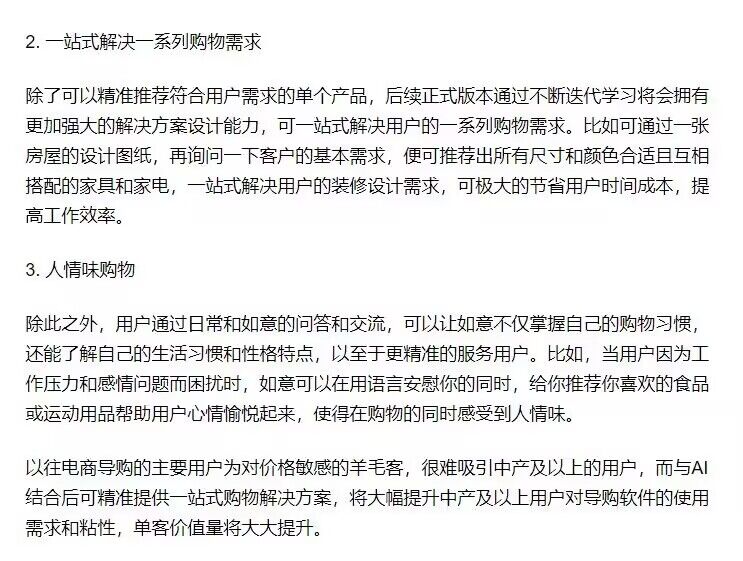 2. 一站式解决一系列购物需求
除了可以精准推荐符合用户需求的单个产品，后续正式版本通过不断迭代学习将会拥有
更加强大的解决方案设计能力，可一站式解决用户的一系列购物需求。比如可通过一张
房屋的设计图纸，再询问一下客户的基本需求，便可推荐出所有尺寸和颜色合适且互相
搭配的家具和家电，一站式解决用户的装修设计需求，可极大的节省用户时间成本，提
高工作效率。
3. 人情味购物
除此之外，用户通过日常和如意的问答和交流，可以让如意不仅掌握自己的购物习惯，
还能了解自己的生活习惯和性格特点，以至于更精准的服务用户。比如，当用户因为工
作压力和感情问题而困扰时，如意可以在用语言安慰你的同时，给你推荐你喜欢的食品
或运动用品帮助用户心情愉悦起来，使得在购物的同时感受到人情味。
以往电商导购的主要用户为对价格敏感的羊毛客，很难吸引中产及以上的用户，而与AI
结合后可精准提供一站式购物解决方案，将大幅提升中产及以上用户对导购软件的使用
需求和粘性，单客价值量将大大提升。